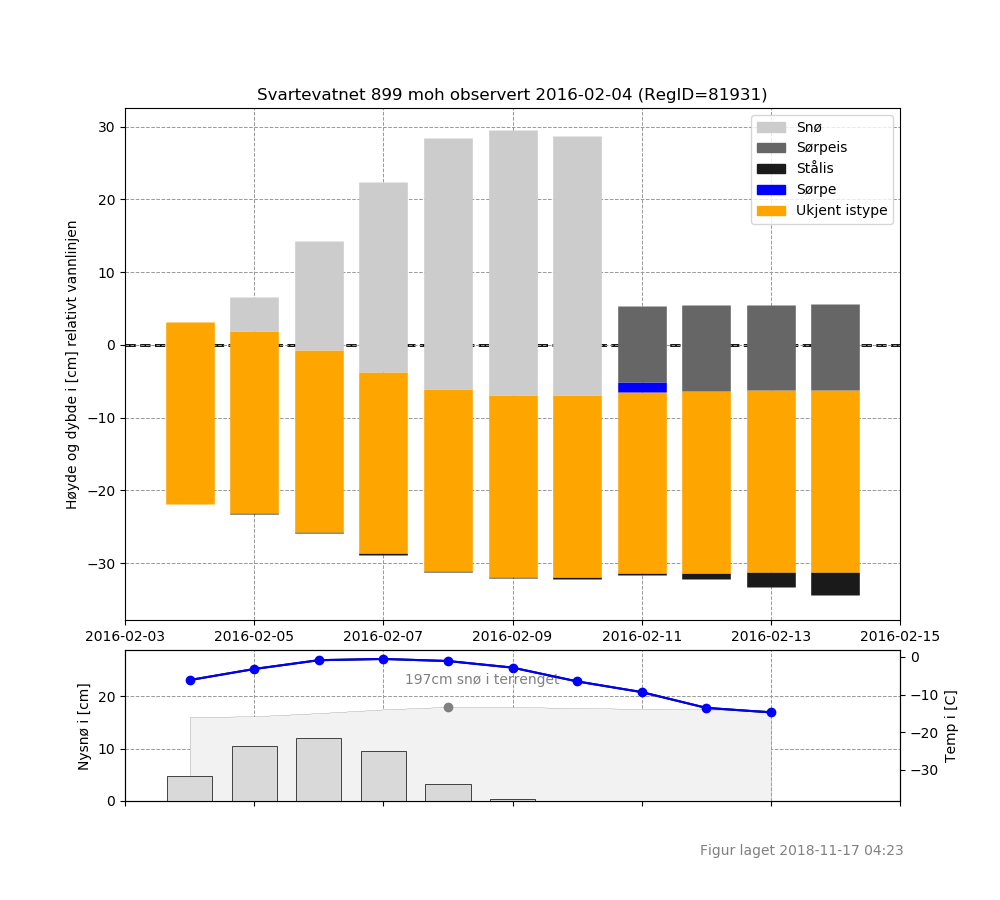 Svartevatnet 899 moh observert 2016-02-04 (RegID=81931)
Høyde og dybde i [cm] relativt vannlinjen
30
20
10
0
−10
−20
−30
Snø
Sørpeis
Stålis
Sørpe
Ukjent istype
2016-02-03 2016-02-05 2016-02-07 2016-02-09 2016-02-11 2016-02-13 2016-02-15
Nysnø i [cm]
20
10
0
197cm snø i terrenget
0
−10
−20
−30
Temp i [C]
Figur laget 2018-11-17 04:23